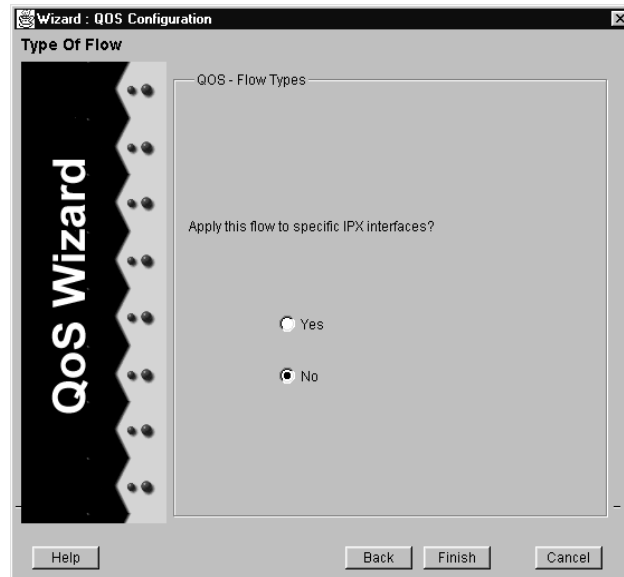 Wizard : QOS Configuration
Type Of Flow
QoS Wizard
QOS - Flow Types
Apply this flow to specific IPX interfaces?
Yes
No
Help
Back
Finish
Cancel